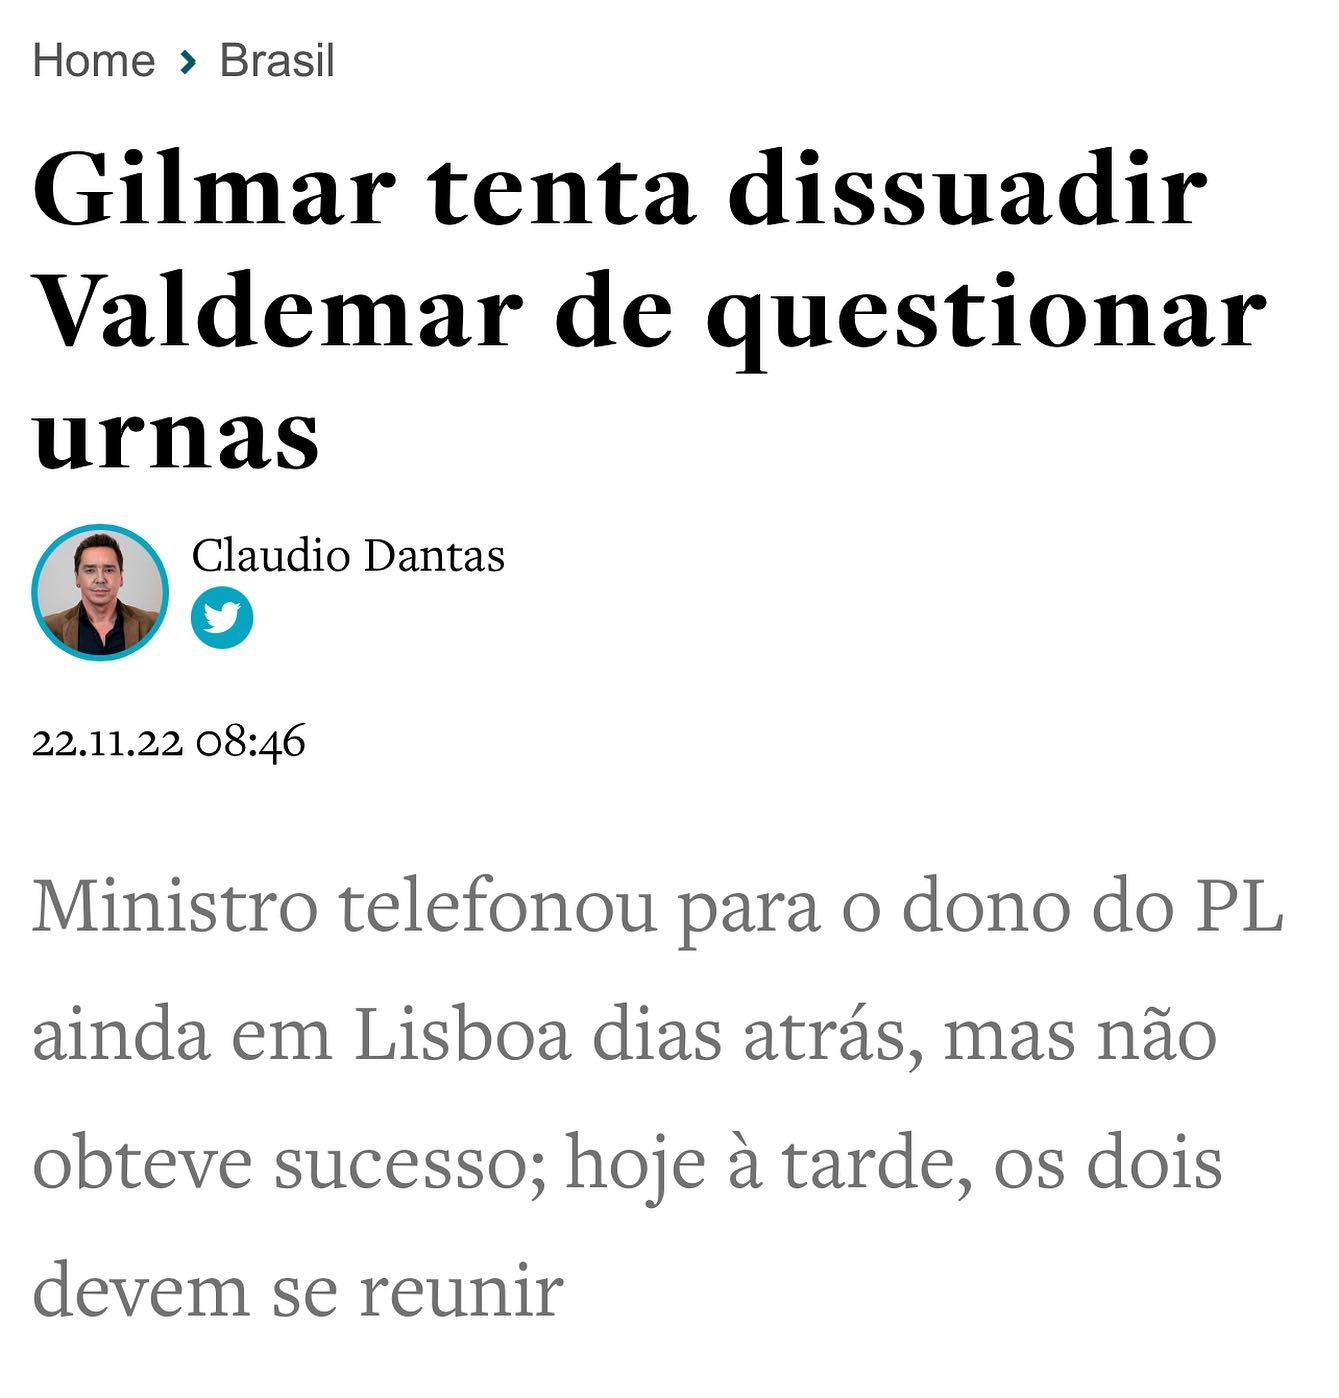 Home > Brasil
Gilmar tenta dissuadir
Valdemar de questionar
urnas
Claudio Dantas
22.11.22 08:46
Ministro telefonou para o dono do PL
ainda em Lisboa dias atrás, mas não
obteve sucesso; hoje à tarde, os dois
devem se reunir